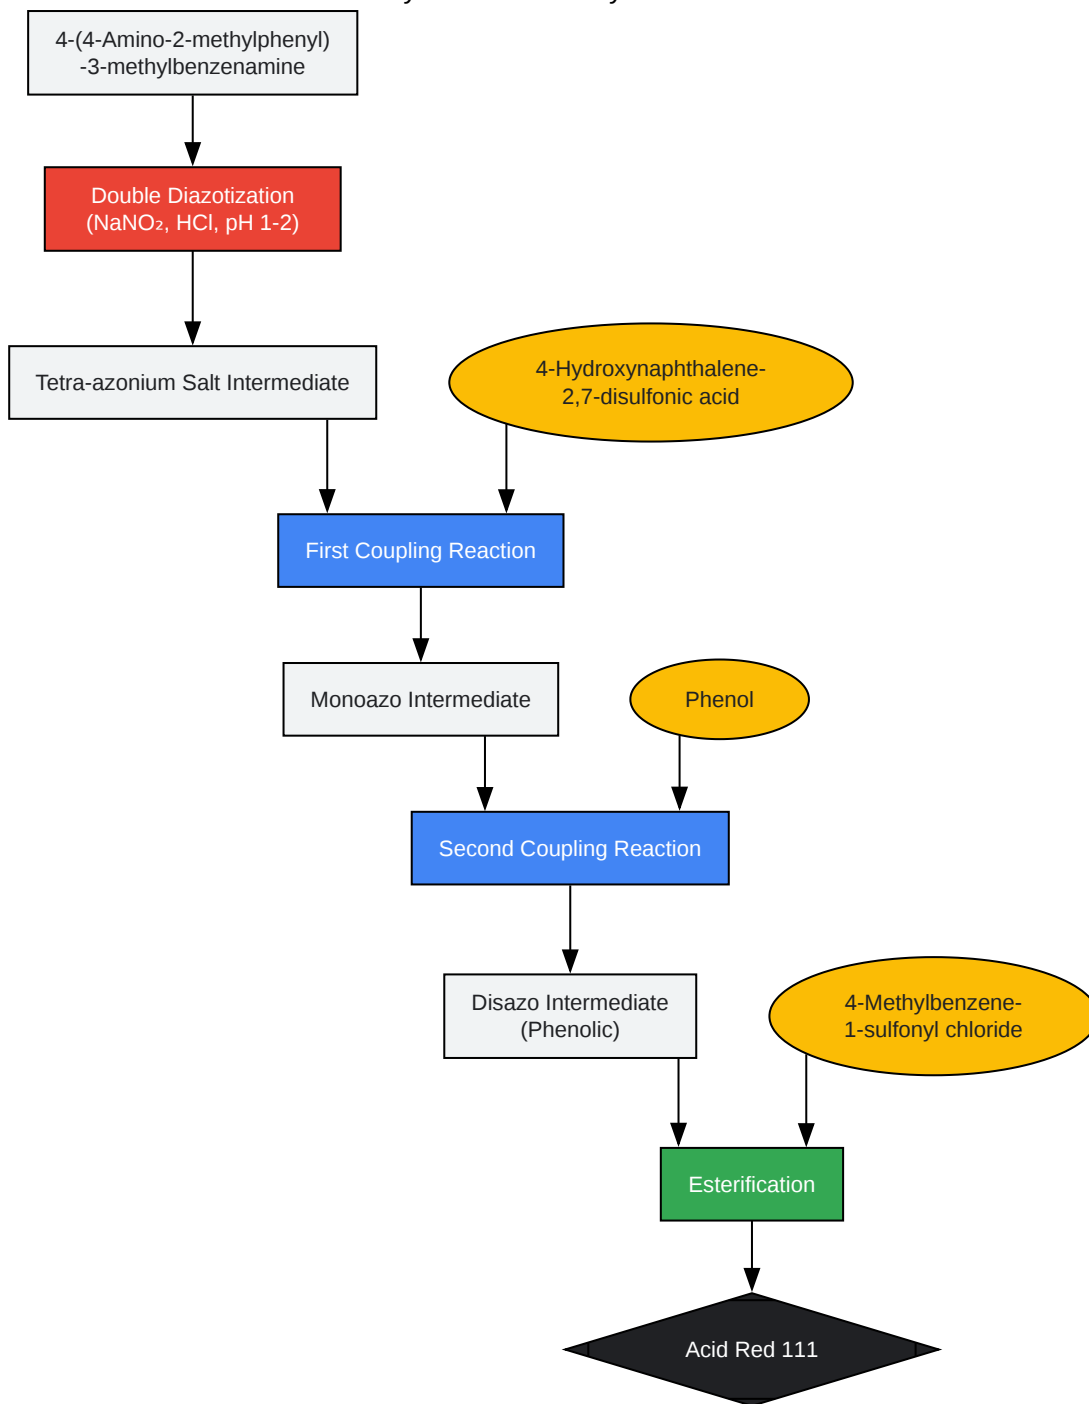 4-(4-Amino-2-methylphenyl)
-3-methylbenzenamine
Double Diazotization
(NaNO₂, HCl, pH 1-2)
Tetra-azonium Salt Intermediate
4-Hydroxynaphthalene-
2,7-disulfonic acid
First Coupling Reaction
Monoazo Intermediate
Phenol
Second Coupling Reaction
Disazo Intermediate
(Phenolic)
4-Methylbenzene-
1-sulfonyl chloride
Esterification
Acid Red 111